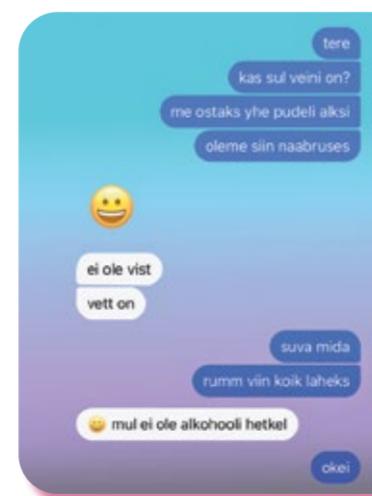 tere
kas sul veini on?
me ostaks yhe pudeli alksi
oleme siin naabruses
😀
ei ole vist
vett on
suva mida
rumm viin koik laheks
😀 mul ei ole alkohooli hetkel
okei